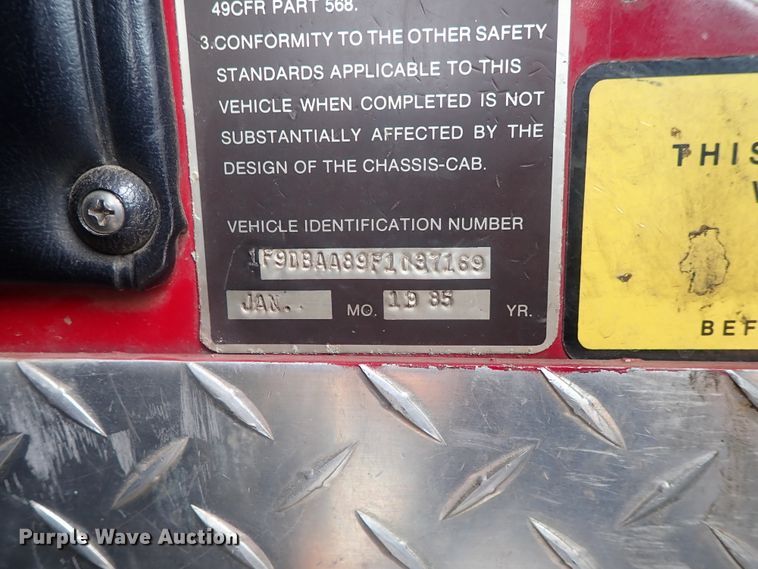 49CFR PART 568.
3.CONFORMITY TO THE OTHER SAFETY
STANDARDS APPLICABLE TO THIS
VEHICLE WHEN COMPLETED IS NOT
SUBSTANTIALLY AFFECTED BY THE
DESIGN OF THE CHASSIS-CAB.
VEHICLE IDENTIFICATION NUMBER
1F9DBAA89F1037169
JAN. MO. 1985 YR.
THIS
W
BEF
Purple Wave Auction